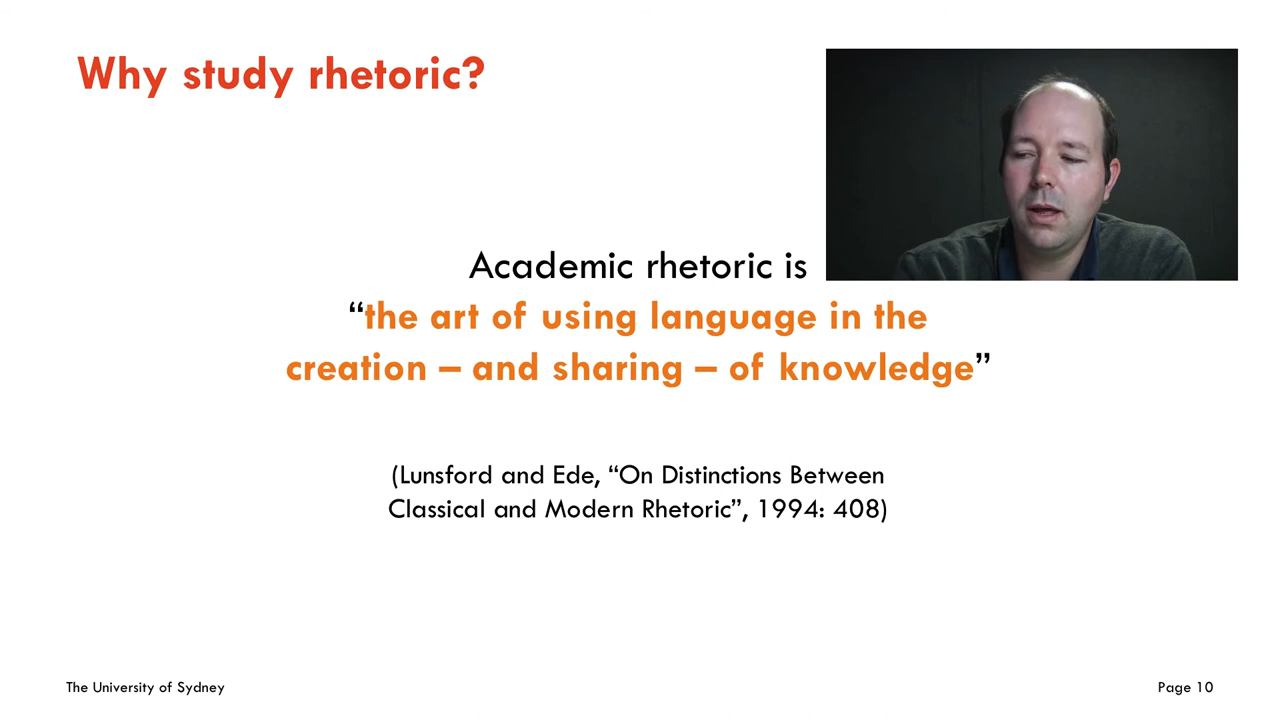 Why study rhetoric?
Academic rhetoric is
“the art of using language in the
creation – and sharing – of knowledge”
(Lunsford and Ede, “On Distinctions Between
Classical and Modern Rhetoric”, 1994: 408)
The University of Sydney
Page 10